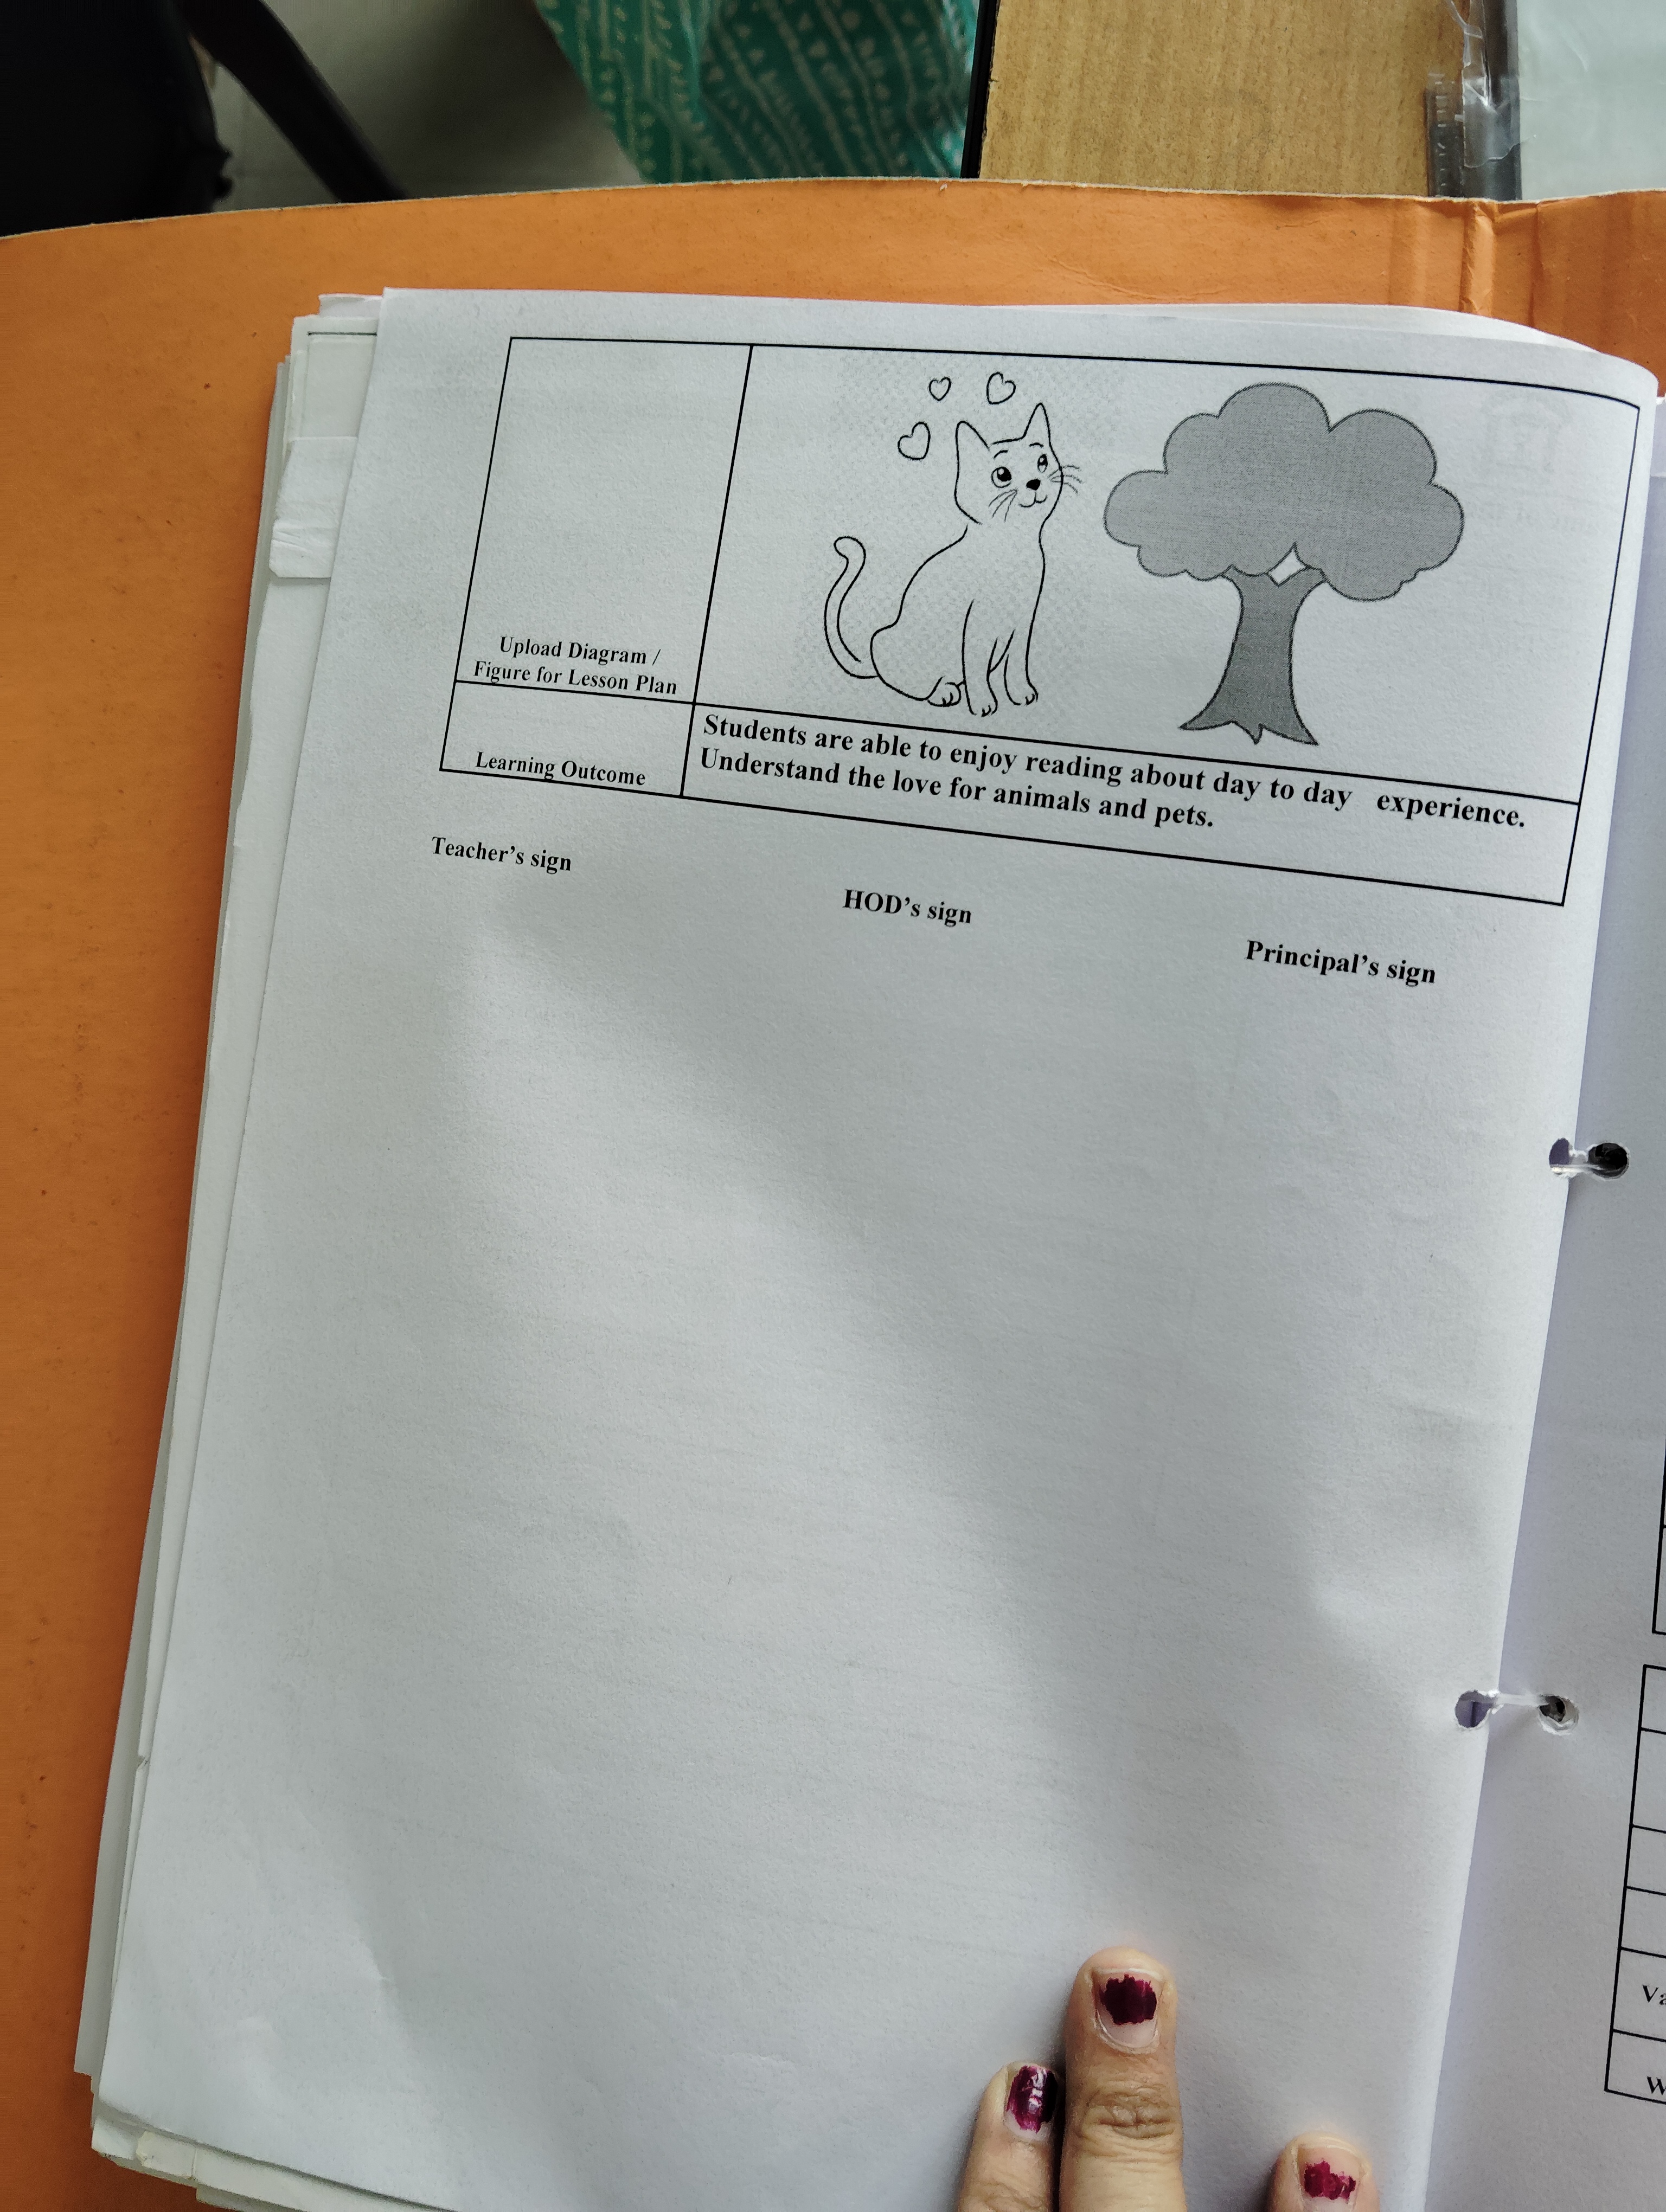 Upload Diagram /
Figure for Lesson Plan
Learning Outcome
Students are able to enjoy reading about day to day experience.
Understand the love for animals and pets.
Teacher's sign
HOD's sign
Principal's sign